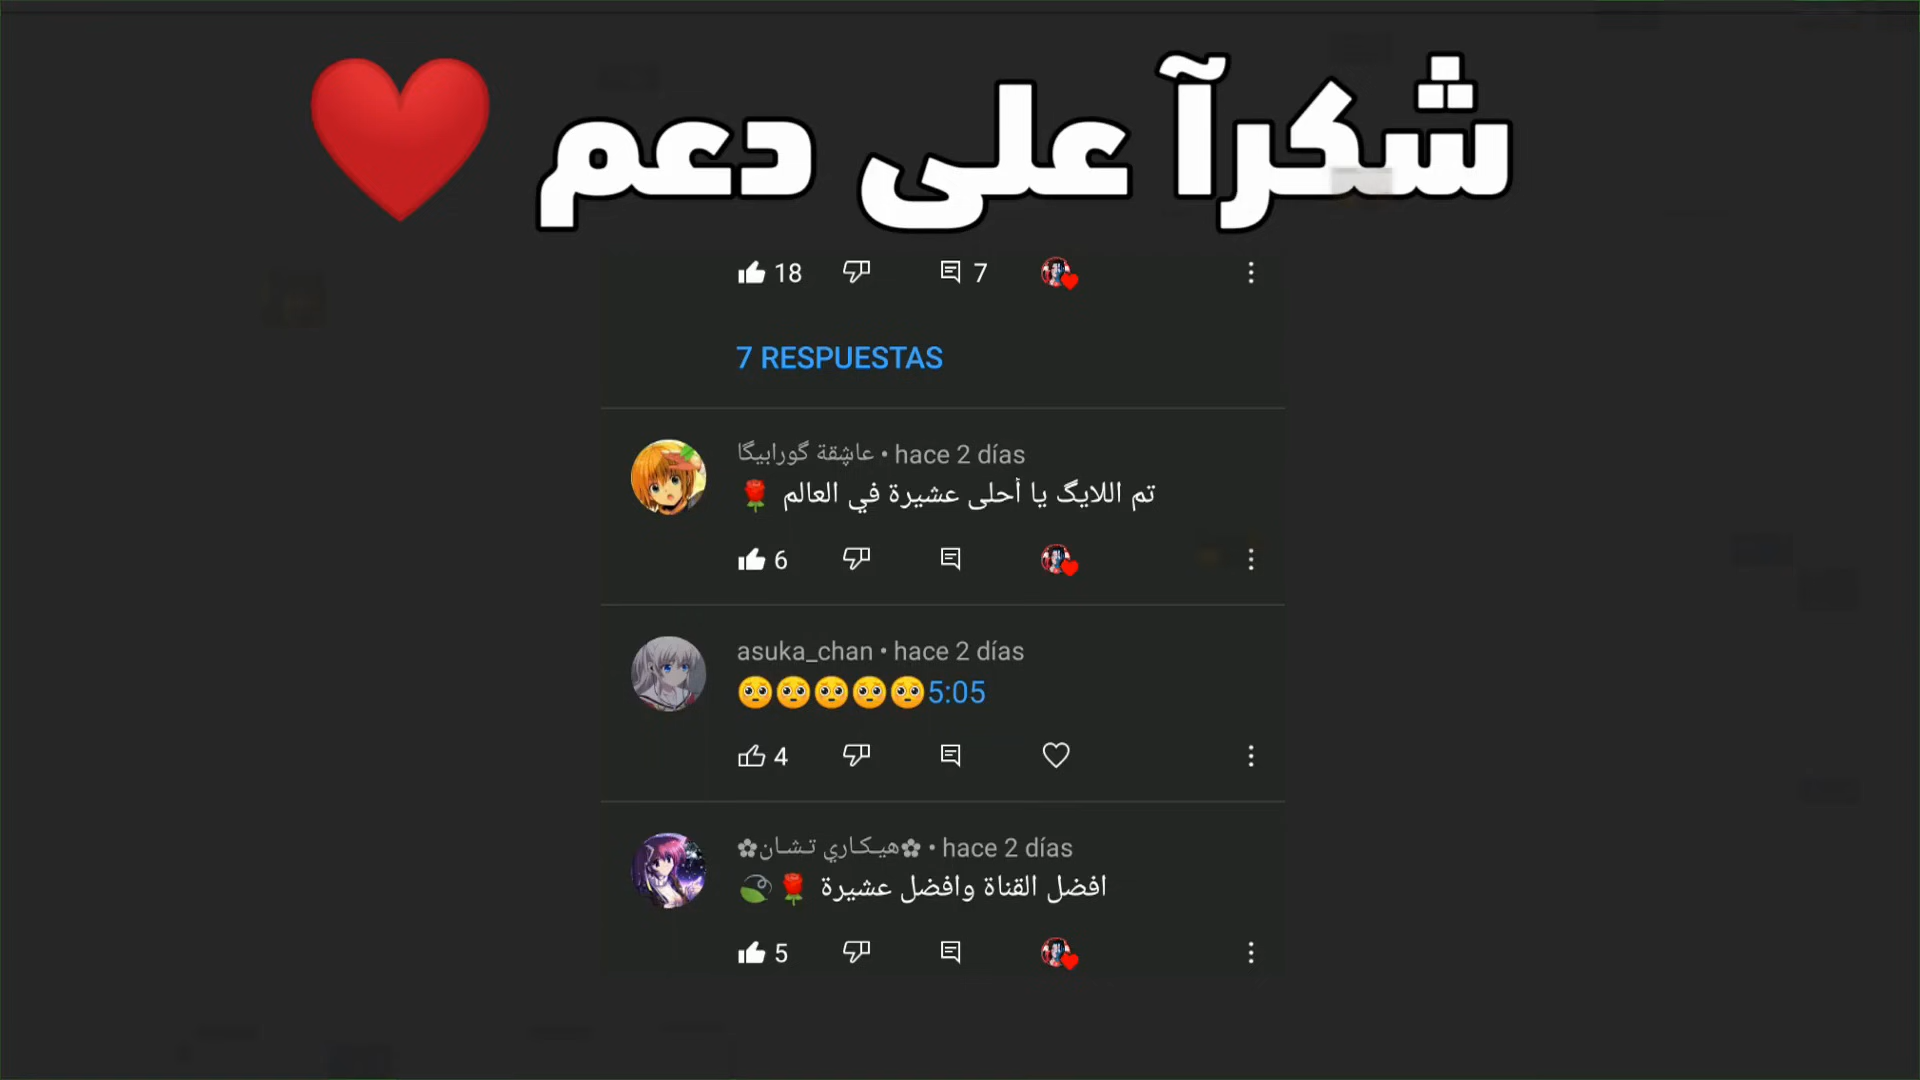 شكرآ على دعم ❤️
18 7
7 RESPUESTAS
عاشقة گورابيگا • hace 2 días
تم اللايگ يا أحلى عشيرة في العالم 🌹
6
asuka_chan • hace 2 días
🥺🥺🥺🥺🥺5:05
4
✿هيـكـاري تـشـان✿ • hace 2 días
افضل القناة وافضل عشيرة 🌹 🍃
5